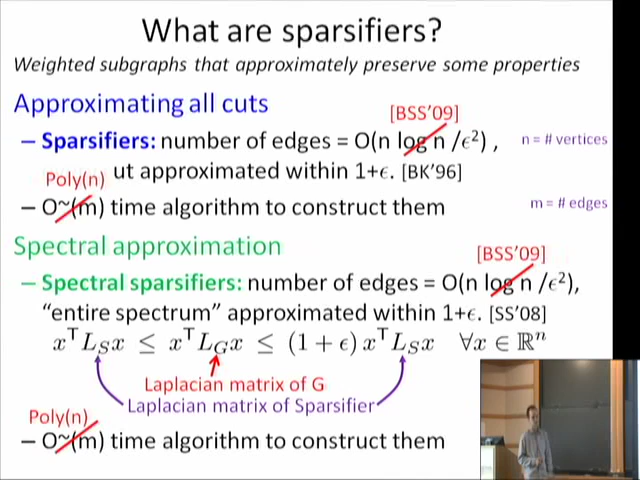 What are sparsifiers?
Weighted subgraphs that approximately preserve some properties
Approximating all cuts
[BSS'09]
– Sparsifiers: number of edges = O(n log n /ϵ²) ,
n = # vertices
Poly(n)
ut approximated within 1+ϵ. [BK'96]
– O~(m) time algorithm to construct them
m = # edges
Spectral approximation
[BSS'09]
– Spectral sparsifiers: number of edges = O(n log n /ϵ²),
“entire spectrum” approximated within 1+ϵ. [SS'08]
xᵀL_S x ≤ xᵀL_G x ≤ (1 + ϵ) xᵀL_S x ∀x ∈ ℝⁿ
Laplacian matrix of G
Laplacian matrix of Sparsifier
Poly(n)
– O~(m) time algorithm to construct them